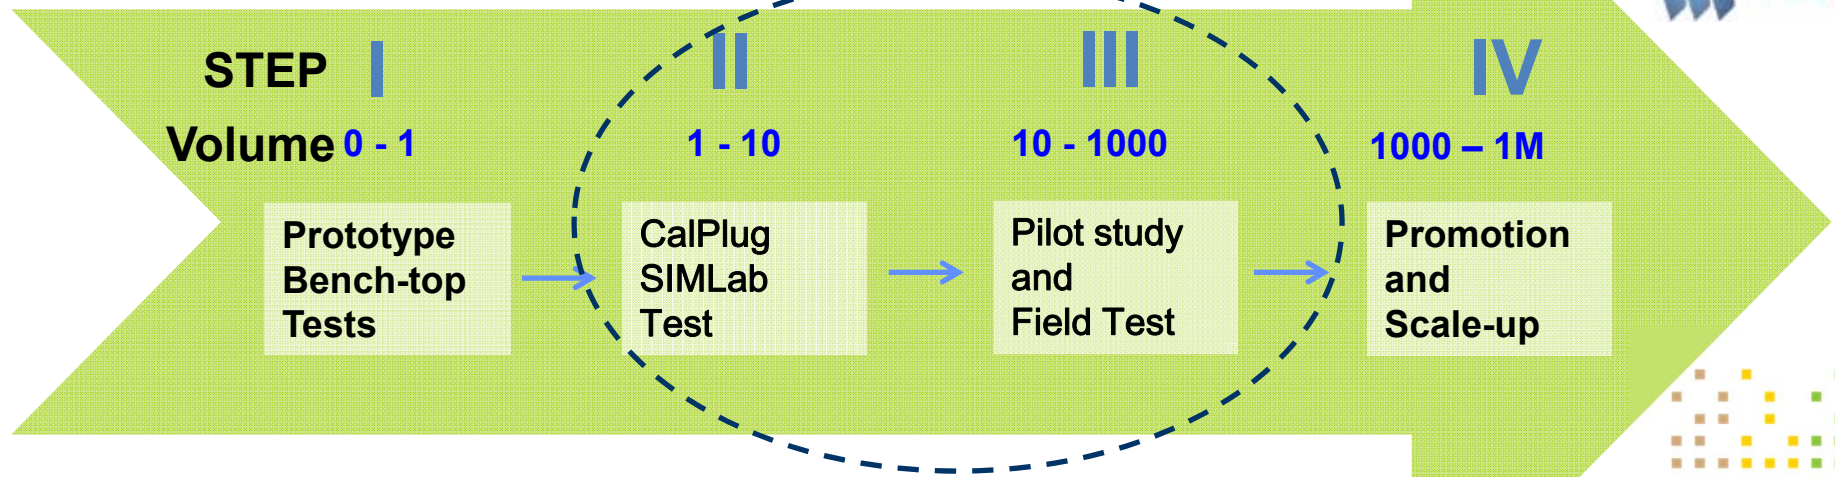 STEP I II III IV
Volume 0 - 1 1 - 10 10 - 1000 1000 – 1M
Prototype
Bench-top
Tests
CalPlug
SIMLab
Test
Pilot study
and
Field Test
Promotion
and
Scale-up